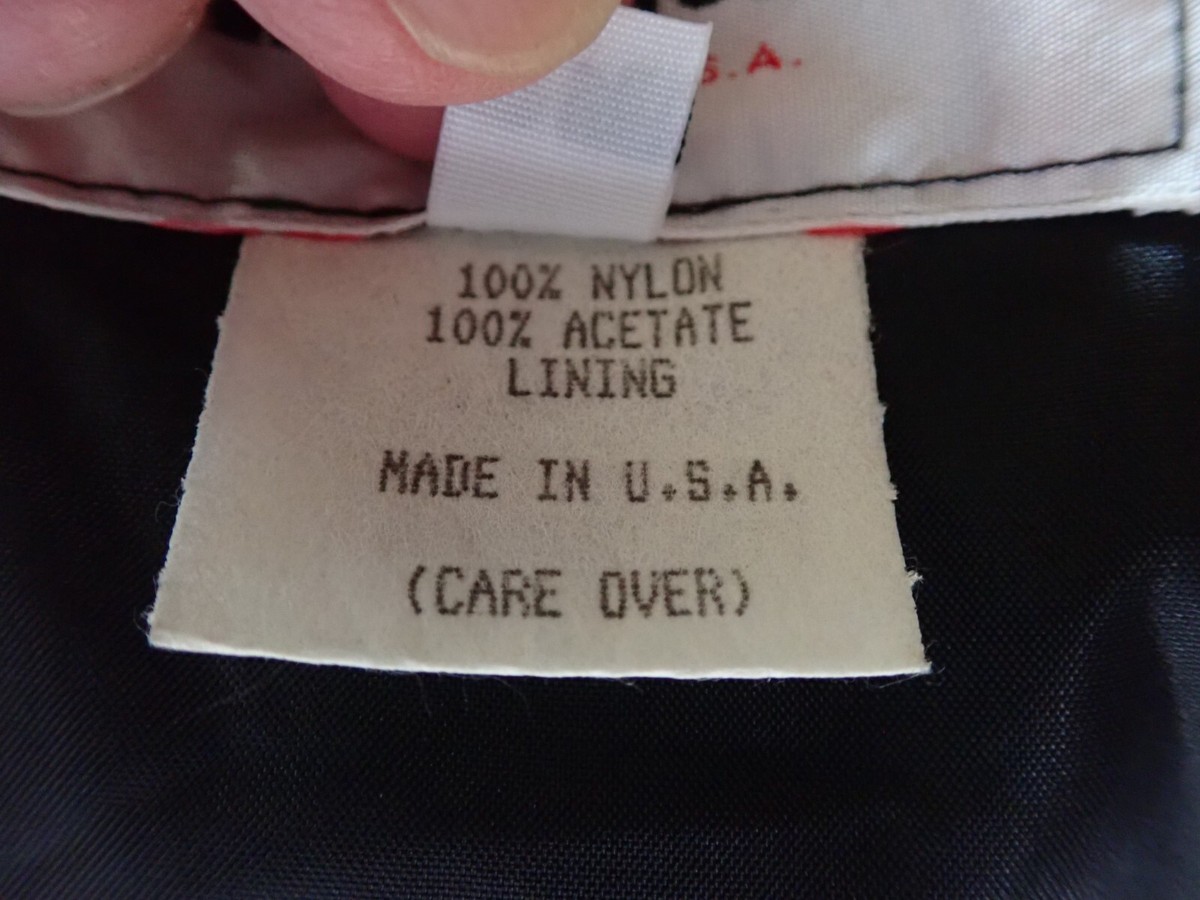 S.A.
100% NYLON
100% ACETATE
LINING
MADE IN U.S.A.
(CARE OVER)